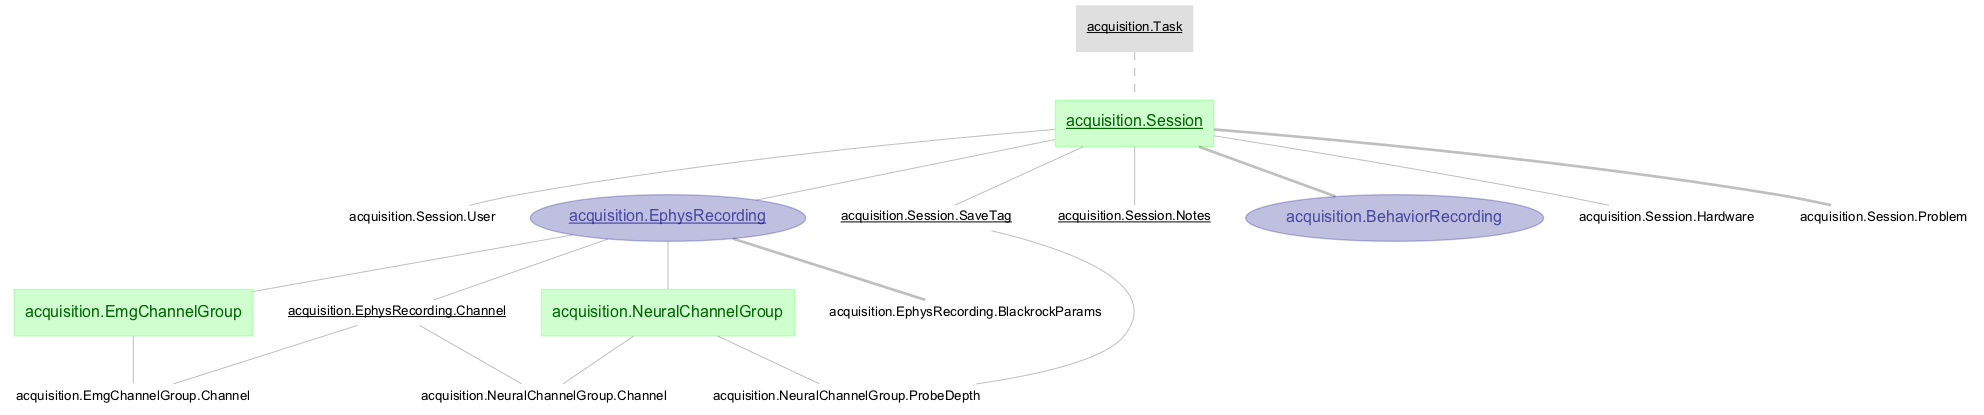 acquisition.Task
acquisition.Session
acquisition.Session.User
acquisition.EphysRecording
acquisition.Session.SaveTag
acquisition.Session.Notes
acquisition.BehaviorRecording
acquisition.Session.Hardware
acquisition.Session.Problem
acquisition.EmgChannelGroup
acquisition.EphysRecording.Channel
acquisition.NeuralChannelGroup
acquisition.EphysRecording.BlackrockParams
acquisition.EmgChannelGroup.Channel
acquisition.NeuralChannelGroup.Channel
acquisition.NeuralChannelGroup.ProbeDepth